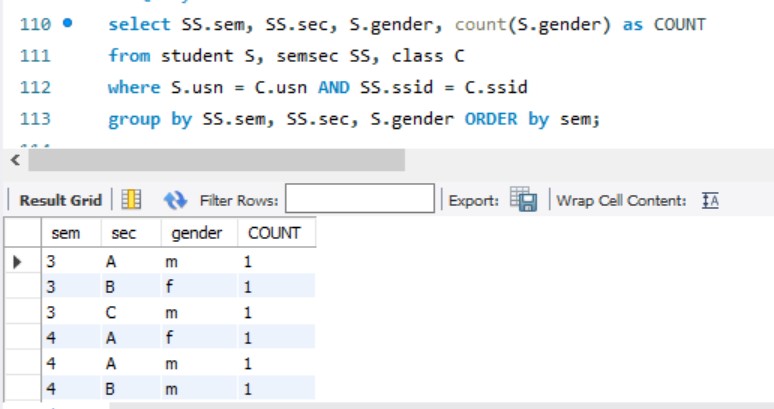 110 select SS.sem, SS.sec, S.gender, count(S.gender) as COUNT
111 from student S, semsec SS, class C
112 where S.usn = C.usn AND SS.ssid = C.ssid
113 group by SS.sem, SS.sec, S.gender ORDER by sem;
Result Grid Filter Rows: Export: Wrap Cell Content: IA
sem sec gender COUNT
3 A m 1
3 B f 1
3 C m 1
4 A f 1
4 A m 1
4 B m 1